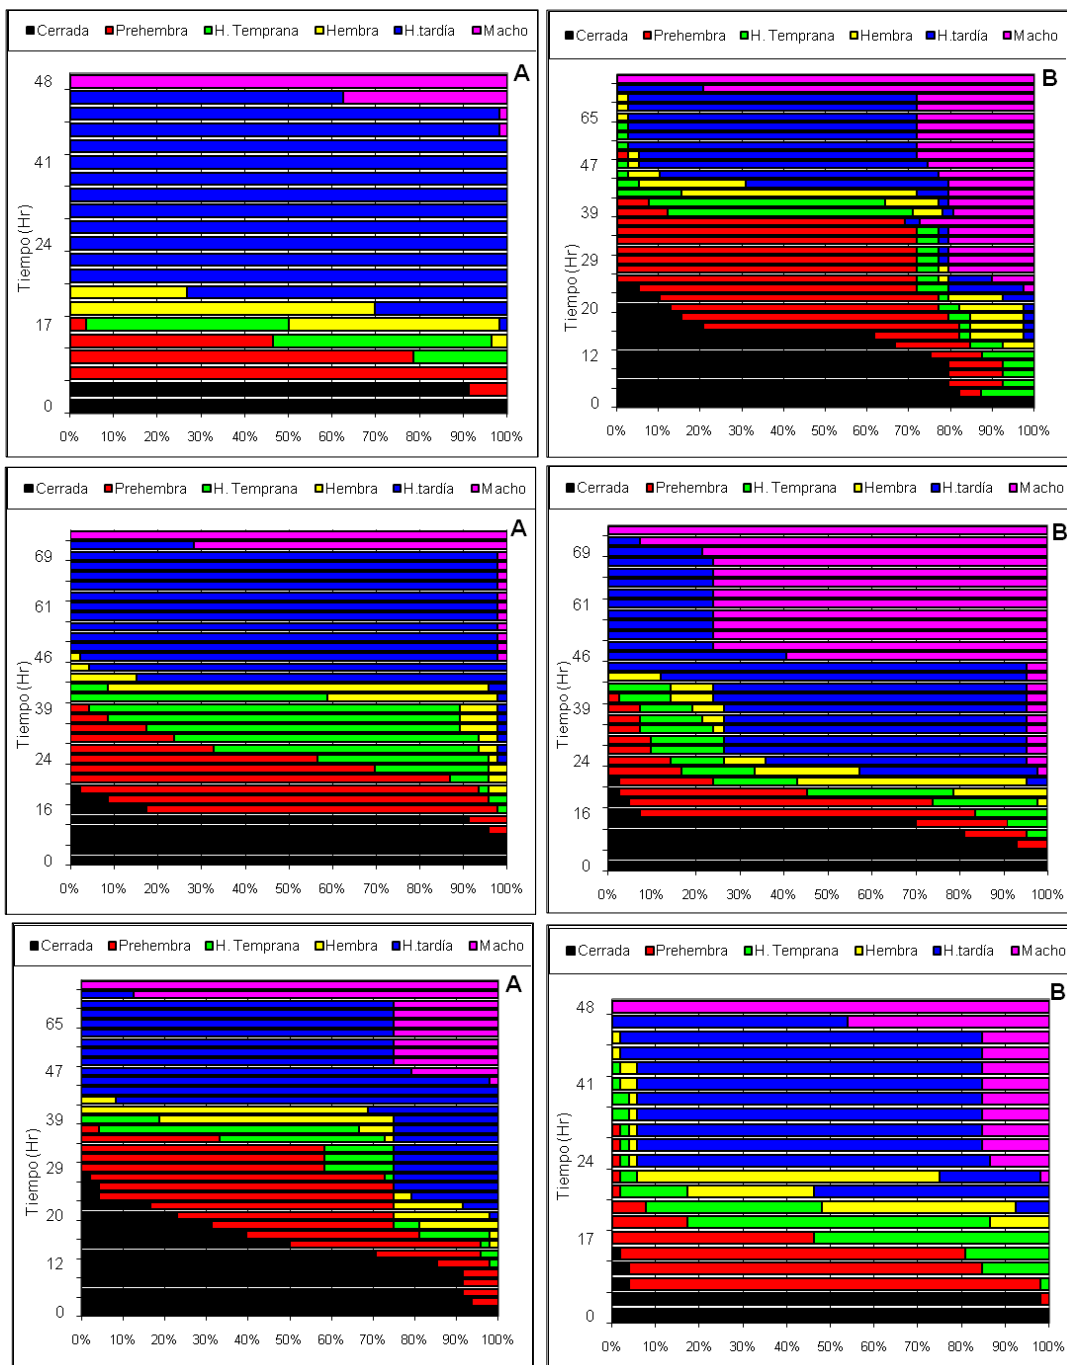 Cerrada Prehembra H. Temprana Hembra H.tardía Macho
A
Tiempo (Hr)
48
41
24
17
0
0% 10% 20% 30% 40% 50% 60% 70% 80% 90% 100%
Cerrada Prehembra H. Temprana Hembra H.tardía Macho
B
Tiempo (Hr)
65
47
39
29
20
12
0
0% 10% 20% 30% 40% 50% 60% 70% 80% 90% 100%
Cerrada Prehembra H. Temprana Hembra H.tardía Macho
A
Tiempo (Hr)
69
61
46
39
24
16
0
0% 10% 20% 30% 40% 50% 60% 70% 80% 90% 100%
Cerrada Prehembra H. Temprana Hembra H.tardía Macho
B
Tiempo (Hr)
69
61
46
39
24
16
0
0% 10% 20% 30% 40% 50% 60% 70% 80% 90% 100%
Cerrada Prehembra H. Temprana Hembra H.tardía Macho
A
Tiempo (Hr)
65
47
39
29
20
12
0
0% 10% 20% 30% 40% 50% 60% 70% 80% 90% 100%
Cerrada Prehembra H. Temprana Hembra H.tardía Macho
B
Tiempo (Hr)
48
41
24
17
0
0% 10% 20% 30% 40% 50% 60% 70% 80% 90% 100%